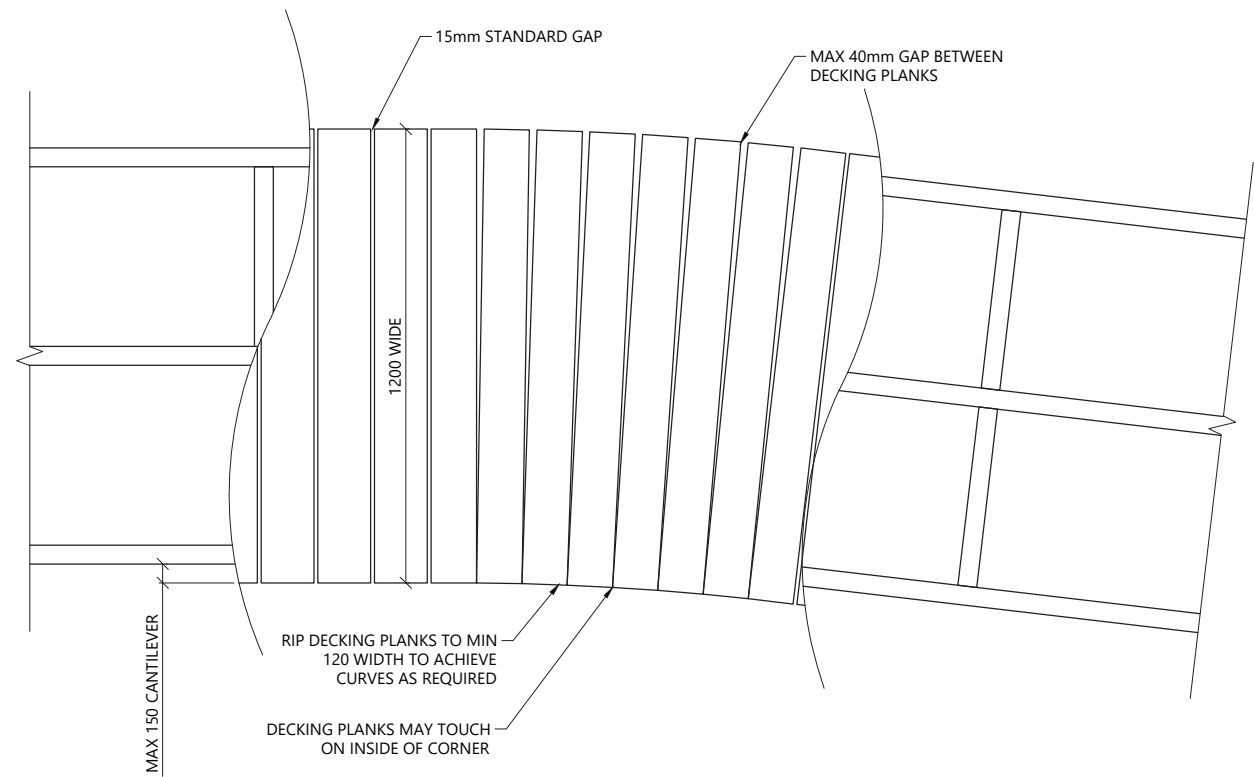 15mm STANDARD GAP
MAX 40mm GAP BETWEEN
DECKING PLANKS
1200 WIDE
RIP DECKING PLANKS TO MIN
120 WIDTH TO ACHIEVE
CURVES AS REQUIRED
MAX 150 CANTILEVER
DECKING PLANKS MAY TOUCH
ON INSIDE OF CORNER